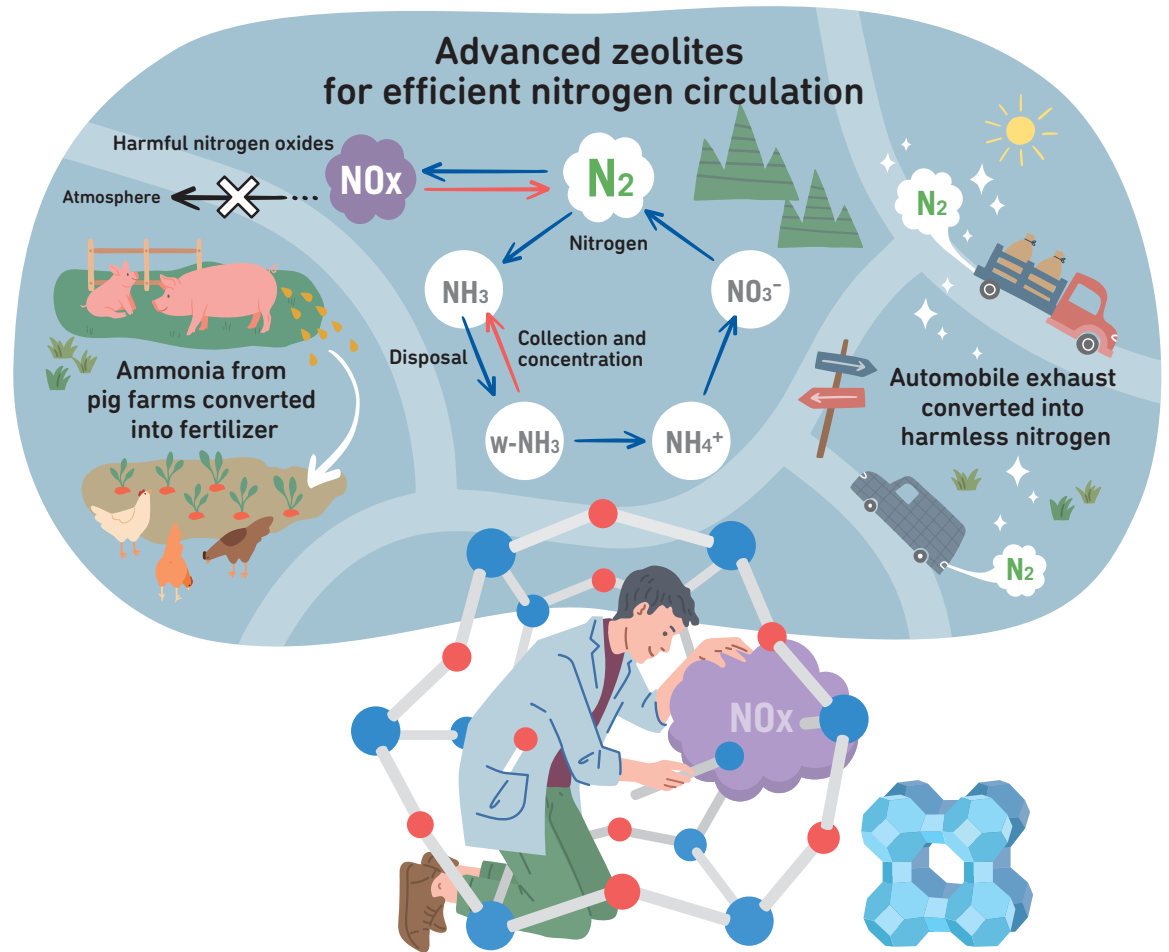 Advanced zeolites
for efficient nitrogen circulation
Harmful nitrogen oxides
NOx
N2
Atmosphere
Nitrogen
NH3
NO3−
Disposal
Collection and
concentration
w-NH3
NH4+
Ammonia from
pig farms converted
into fertilizer
N2
Automobile exhaust
converted into
harmless nitrogen
N2
NOx